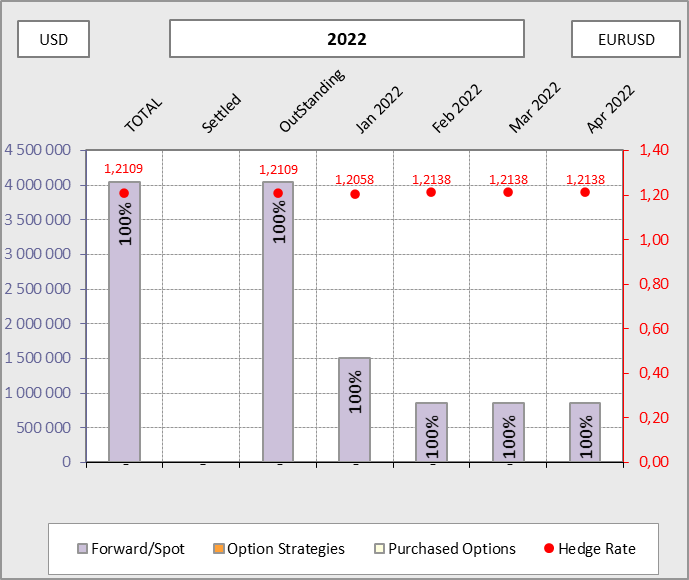 USD
2022
EURUSD
TOTAL
Settled
OutStanding
Jan 2022
Feb 2022
Mar 2022
Apr 2022
4 500 000
4 000 000
3 500 000
3 000 000
2 500 000
2 000 000
1 500 000
1 000 000
500 000
0
1,2109
1,2109
1,2058
1,2138
1,2138
1,2138
100%
100%
100%
100%
100%
100%
1,40
1,20
1,00
0,80
0,60
0,40
0,20
0,00
Forward/Spot
Option Strategies
Purchased Options
Hedge Rate